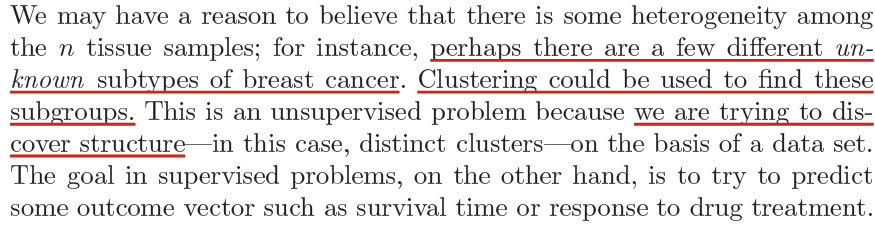 We may have a reason to believe that there is some heterogeneity among
the n tissue samples; for instance, perhaps there are a few different un-
known subtypes of breast cancer. Clustering could be used to find these
subgroups. This is an unsupervised problem because we are trying to dis-
cover structure—in this case, distinct clusters—on the basis of a data set.
The goal in supervised problems, on the other hand, is to try to predict
some outcome vector such as survival time or response to drug treatment.